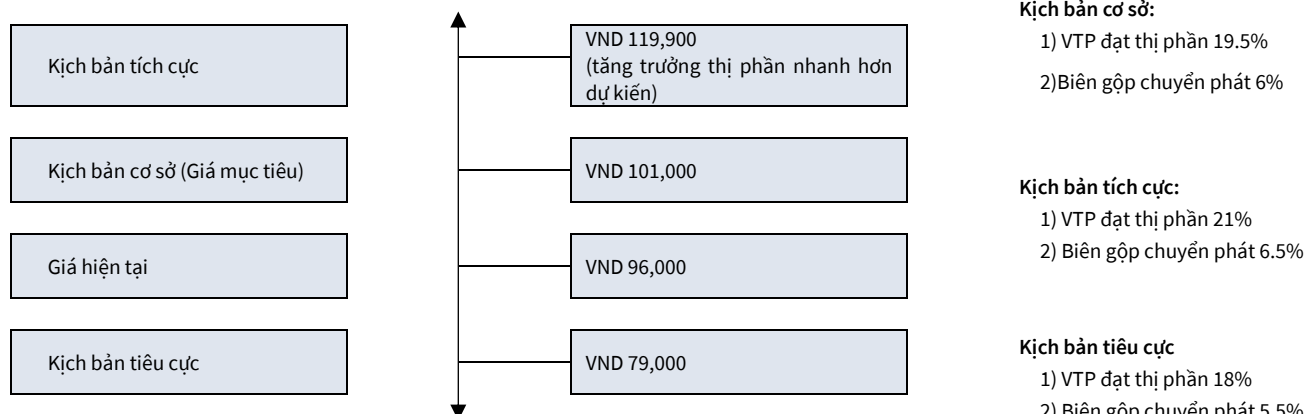 Kịch bản tích cực
VND 119,900
(tăng trưởng thị phần nhanh hơn
dự kiến)
Kịch bản cơ sở (Giá mục tiêu)
VND 101,000
Giá hiện tại
VND 96,000
Kịch bản tiêu cực
VND 79,000
Kịch bản cơ sở:
1) VTP đạt thị phần 19.5%
2)Biên gộp chuyển phát 6%
Kịch bản tích cực:
1) VTP đạt thị phần 21%
2) Biên gộp chuyển phát 6.5%
Kịch bản tiêu cực
1) VTP đạt thị phần 18%
2) Biên gộp chuyển phát 5.5%